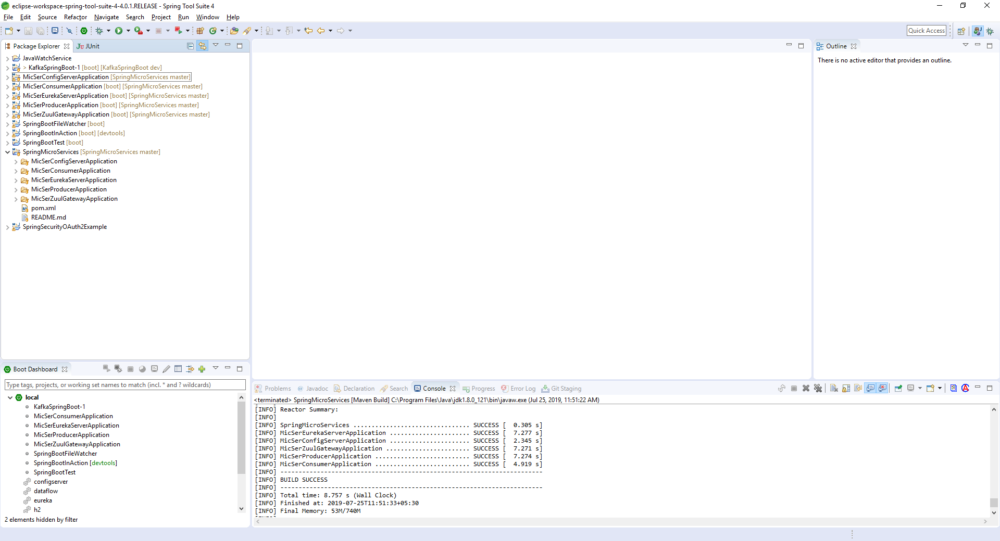 eclipse-workspace-spring-tool-suite-4-4.0.1.RELEASE - Spring Tool Suite 4
File Edit Source Refactor Navigate Search Project Run Window Help
Quick Access
Package Explorer
JUnit
JavaWatchService
> KafkaSpringBoot-1 [boot] [KafkaSpringBoot dev]
MicSerConfigServerApplication [SpringMicroServices master]
MicSerConsumerApplication [boot] [SpringMicroServices master]
MicSerEurekaServerApplication [boot] [SpringMicroServices master]
MicSerProducerApplication [boot] [SpringMicroServices master]
MicSerZuulGatewayApplication [boot] [SpringMicroServices master]
SpringBootFileWatcher [boot]
SpringBootInAction [boot] [devtools]
SpringBootTest [boot]
SpringMicroServices [SpringMicroServices master]
MicSerConfigServerApplication
MicSerConsumerApplication
MicSerEurekaServerApplication
MicSerProducerApplication
MicSerZuulGatewayApplication
pom.xml
README.md
SpringSecurityOAuth2Example
Outline
There is no active editor that provides an outline.
Boot Dashboard
Type tags, projects, or working set names to match (incl. * and ? wildcards)
local
KafkaSpringBoot-1
MicSerConsumerApplication
MicSerEurekaServerApplication
MicSerProducerApplication
MicSerZuulGatewayApplication
SpringBootFileWatcher
SpringBootInAction [devtools]
SpringBootTest
configserver
dataflow
eureka
h2
2 elements hidden by filter
Problems @ Javadoc Declaration Search Console Progress Error Log Git Staging
<terminated> SpringMicroServices [Maven Build] C:\Program Files\Java\jdk1.8.0_121\bin\javaw.exe (Jul 25, 2019, 11:51:22 AM)
[INFO] Reactor Summary:
[INFO]
[INFO] SpringMicroServices ................................ SUCCESS [  0.305 s]
[INFO] MicSerEurekaServerApplication ...................... SUCCESS [  7.277 s]
[INFO] MicSerConfigServerApplication ...................... SUCCESS [  2.345 s]
[INFO] MicSerZuulGatewayApplication ....................... SUCCESS [  7.271 s]
[INFO] MicSerProducerApplication .......................... SUCCESS [  7.274 s]
[INFO] MicSerConsumerApplication .......................... SUCCESS [  4.919 s]
[INFO] ------------------------------------------------------------------------
[INFO] BUILD SUCCESS
[INFO] ------------------------------------------------------------------------
[INFO] Total time: 8.757 s (Wall Clock)
[INFO] Finished at: 2019-07-25T11:51:33+05:30
[INFO] Final Memory: 53M/740M